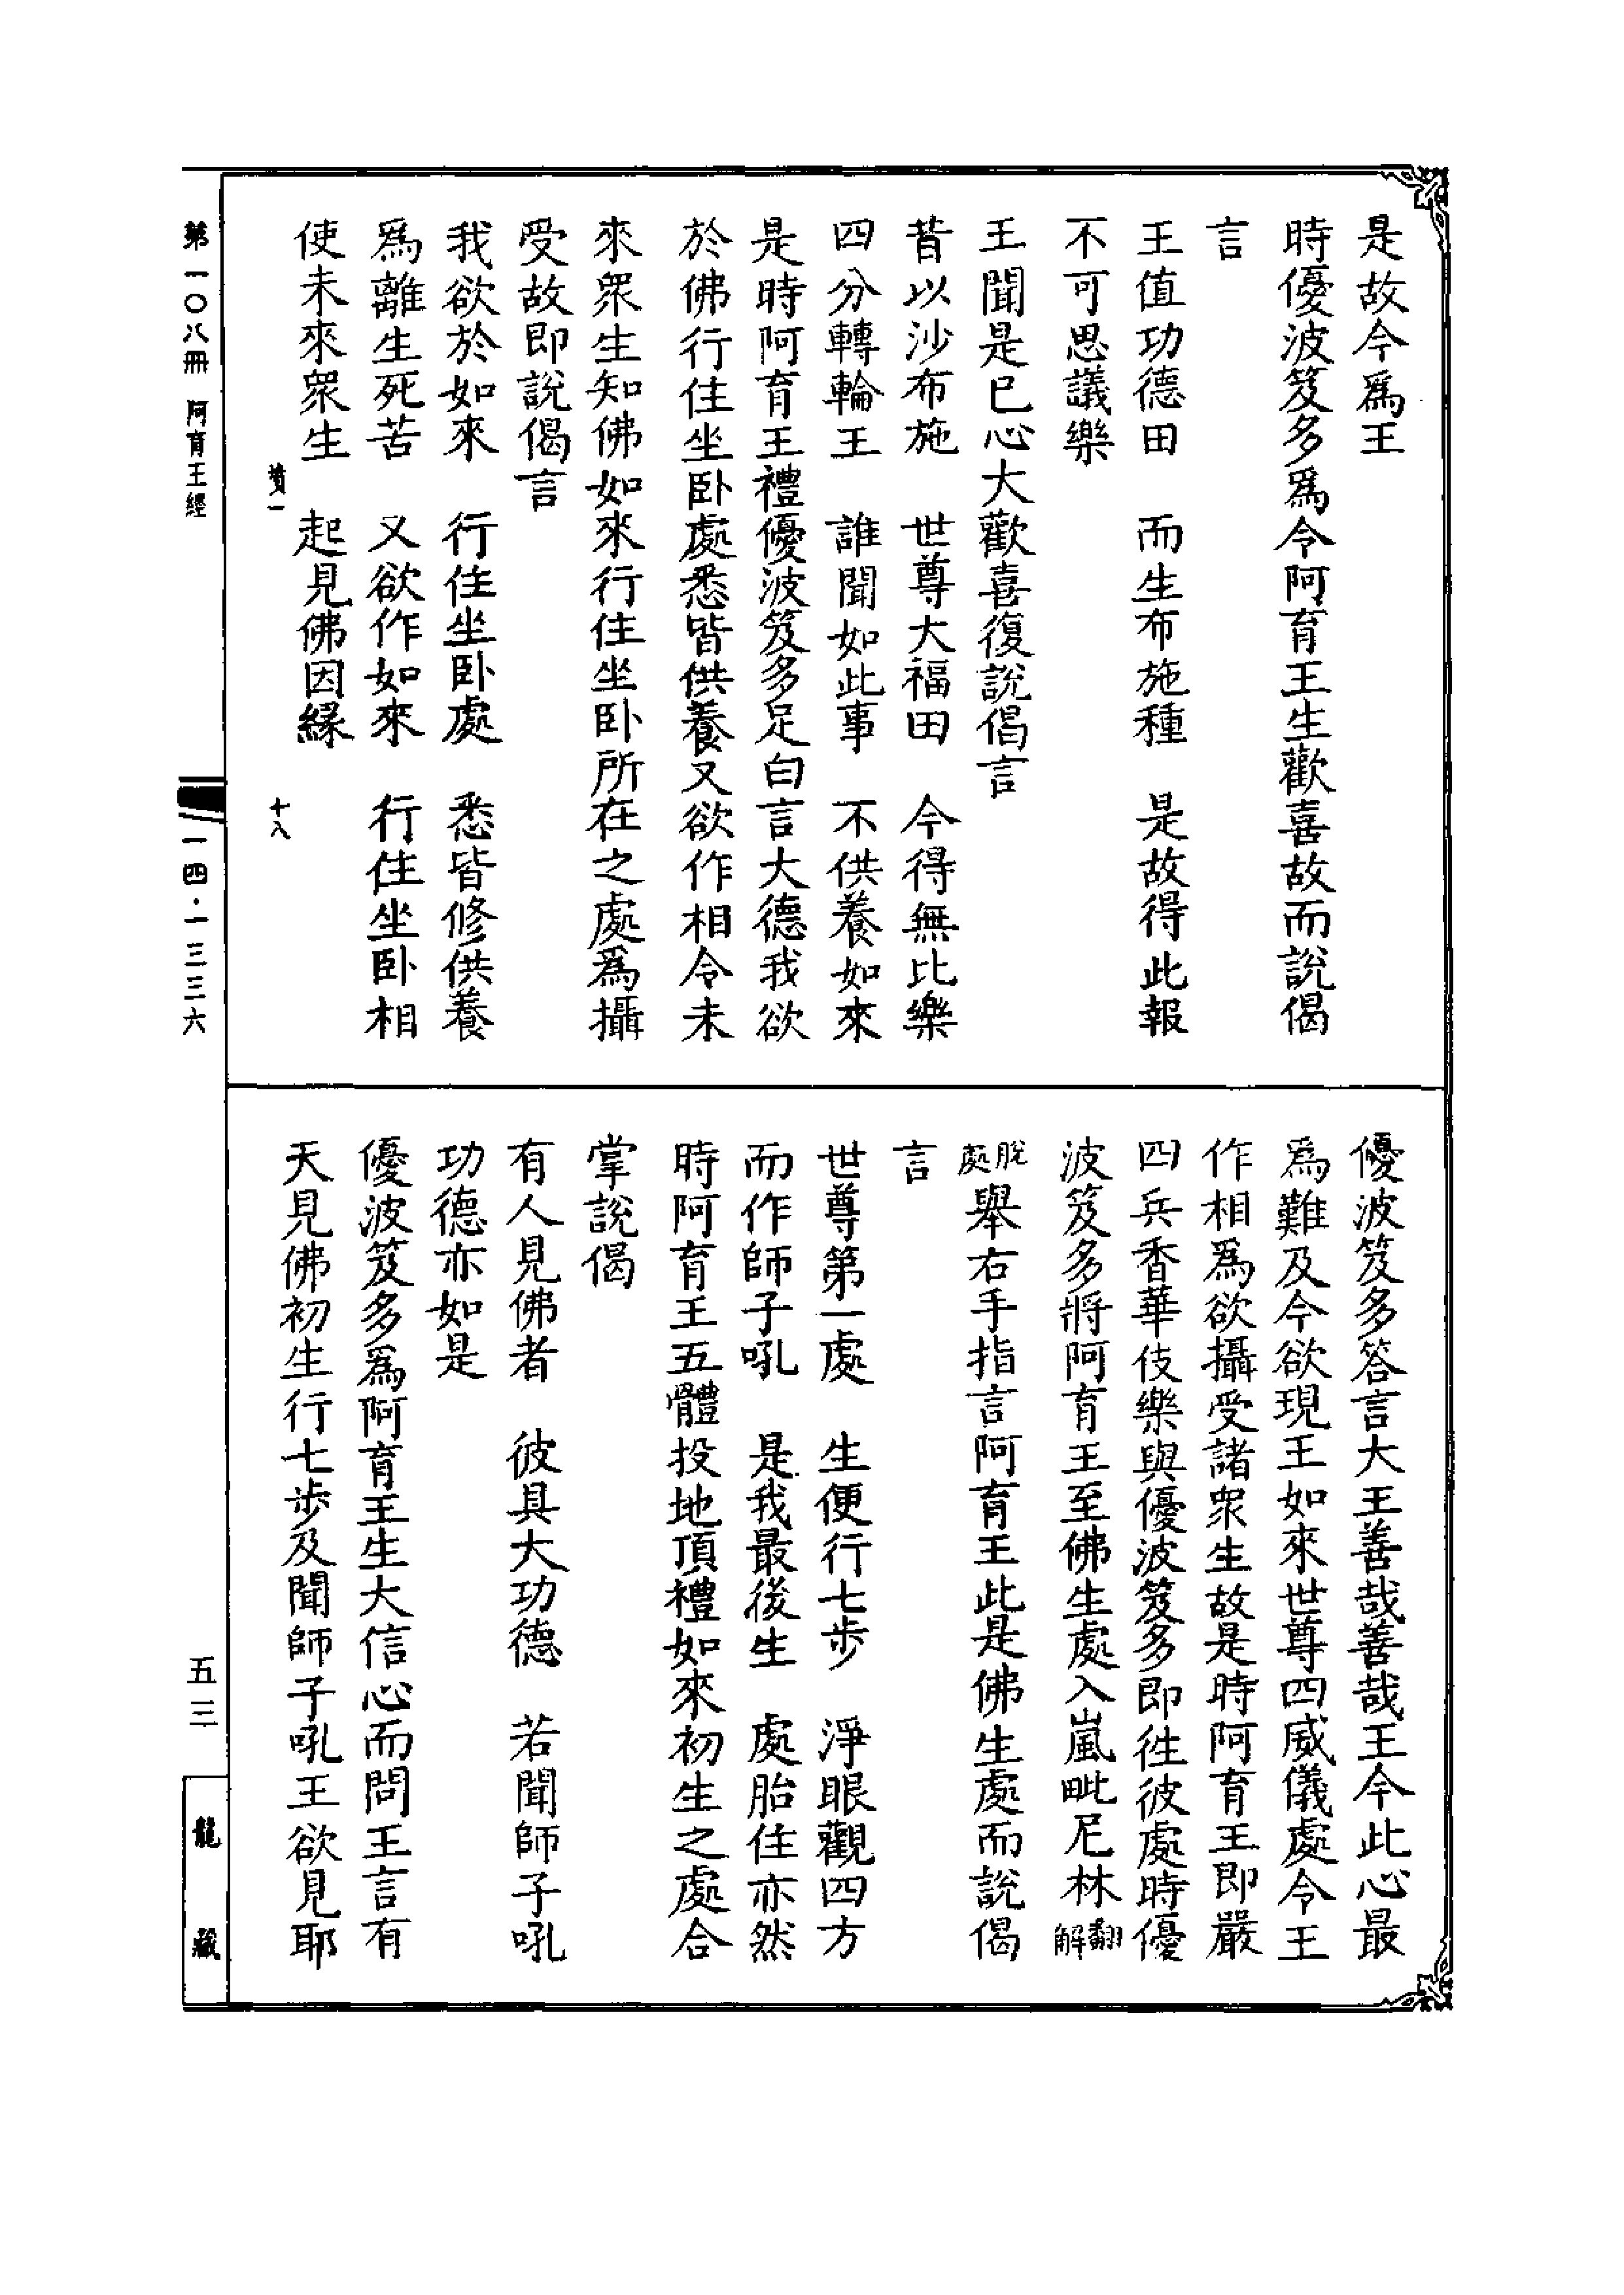 是故今爲王
時優波笈多爲令阿育王生歡喜故而說偈
言
王值功德田　而生布施種　是故得此報
不可思議樂
王聞是已心大歡喜復說偈言
昔以沙布施　世尊大福田　今得無比樂
四分轉輪王　誰聞如此事　不供養如來
是時阿育王禮優波笈多足白言大德我欲
於佛行住坐卧處悉皆供養又欲作相令未
來衆生知佛如來行住坐卧所在之處爲攝
受故即說偈言
我欲於如來　行住坐卧處　悉皆修供養
爲離生死苦　又欲作如來　行住坐卧相
使未來衆生　起見佛因緣
優波笈多答言大王善哉善哉王今此心最
爲難及今欲現王如來世尊四威儀處令王
作相爲欲攝受諸衆生故是時阿育王即嚴
四兵香華伎樂與優波笈多即往彼處時優
波笈多將阿育王至佛生處入嵐毗尼林翻解
脫處舉右手指言阿育王此是佛生處而說偈
言
世尊第一處　生便行七步　淨眼觀四方
而作師子吼　是我最後生　處胎住亦然
時阿育王五體投地頂禮如來初生之處合
掌說偈
有人見佛者　彼具大功德　若聞師子吼
功德亦如是
優波笈多爲阿育王生大信心而問王言有
天見佛初生行七步及聞師子吼王欲見耶
墳一　十八
第一〇八冊　阿育王經
一四·一三三六
五三
龍藏